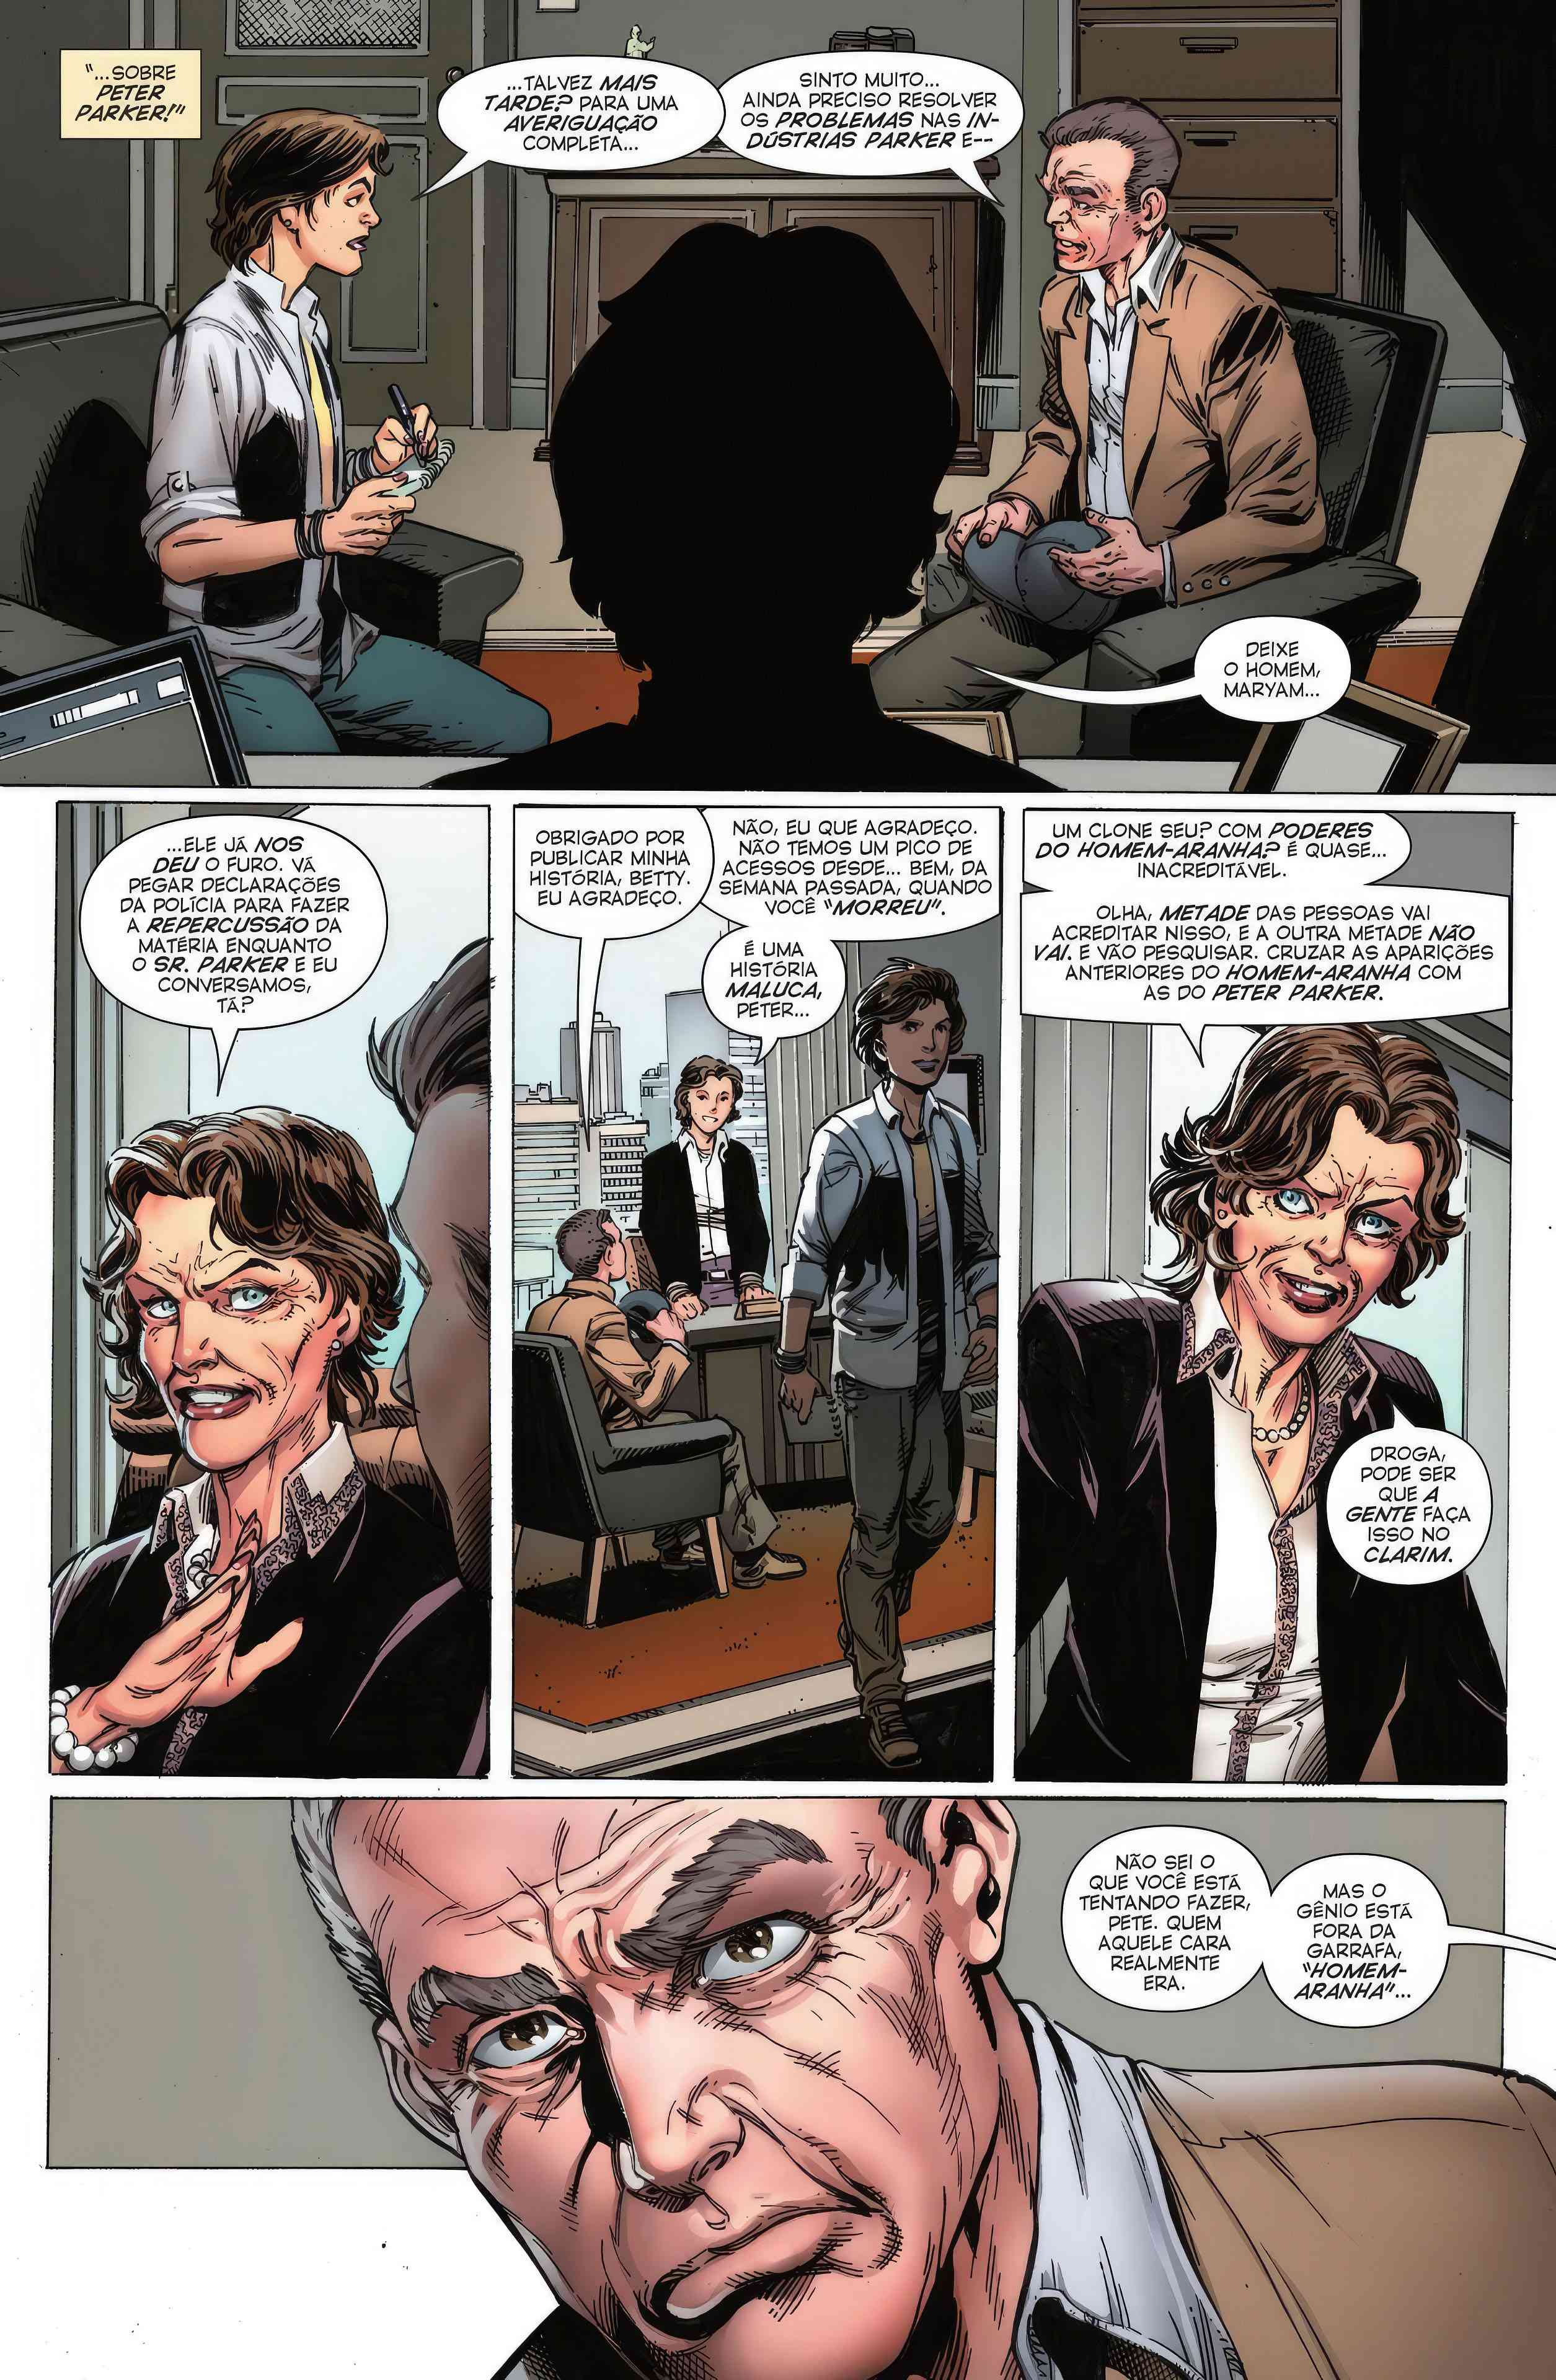 "...SOBRE
PETER
PARKER!"
...TALVEZ MAIS
TARDE? PARA UMA
AVERIGUAÇÃO
COMPLETA...
SINTO MUITO...
AINDA PRECISO RESOLVER
OS PROBLEMAS NAS IN-
DÚSTRIAS PARKER E--
DEIXE
O HOMEM,
MARYAM...
...ELE JÁ NOS
DEU O FURO. VÁ
PEGAR DECLARAÇÕES
DA POLÍCIA PARA FAZER
A REPERCUSSÃO DA
MATÉRIA ENQUANTO
O SR. PARKER E EU
CONVERSAMOS,
TÁ?
OBRIGADO POR
PUBLICAR MINHA
HISTÓRIA, BETTY.
EU AGRADEÇO.
NÃO, EU QUE AGRADEÇO.
NÃO TEMOS UM PICO DE
ACESSOS DESDE... BEM, DA
SEMANA PASSADA, QUANDO
VOCÊ "MORREU".
É UMA
HISTÓRIA
MALUCA,
PETER...
UM CLONE SEU? COM PODERES
DO HOMEM-ARANHA? É QUASE...
INACREDITÁVEL.
OLHA, METADE DAS PESSOAS VAI
ACREDITAR NISSO, E A OUTRA METADE NÃO
VAI. E VÃO PESQUISAR. CRUZAR AS APARIÇÕES
ANTERIORES DO HOMEM-ARANHA COM
AS DO PETER PARKER.
DROGA,
PODE SER
QUE A
GENTE FAÇA
ISSO NO
CLARIM.
NÃO SEI O
QUE VOCÊ ESTÁ
TENTANDO FAZER,
PETE. QUEM
AQUELE CARA
REALMENTE
ERA.
MAS O
GÊNIO ESTÁ
FORA DA
GARRAFA,
"HOMEM-
ARANHA"...